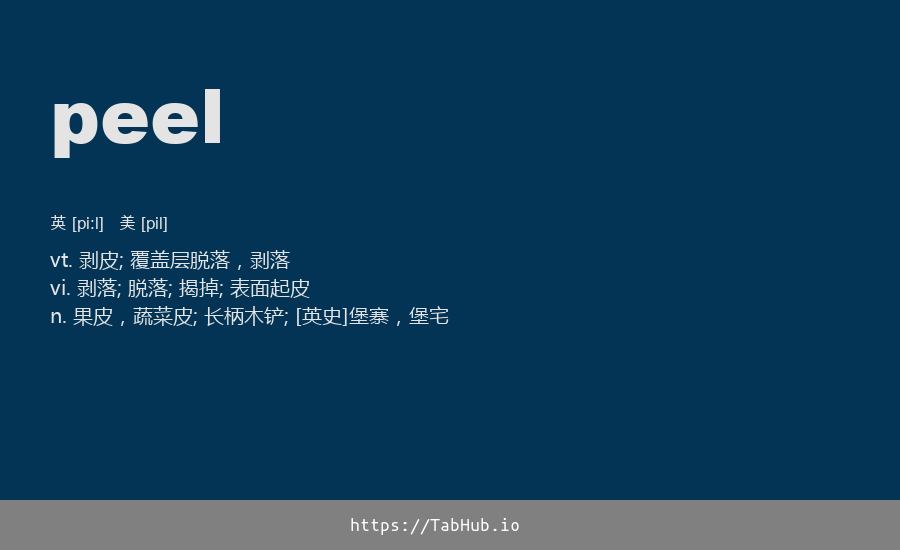 peel
英 [piːl] 美 [pil]
vt. 剥皮; 覆盖层脱落，剥落
vi. 剥落; 脱落; 揭掉; 表面起皮
n. 果皮，蔬菜皮; 长柄木铲; [英史]堡寨，堡宅
https://TabHub.io